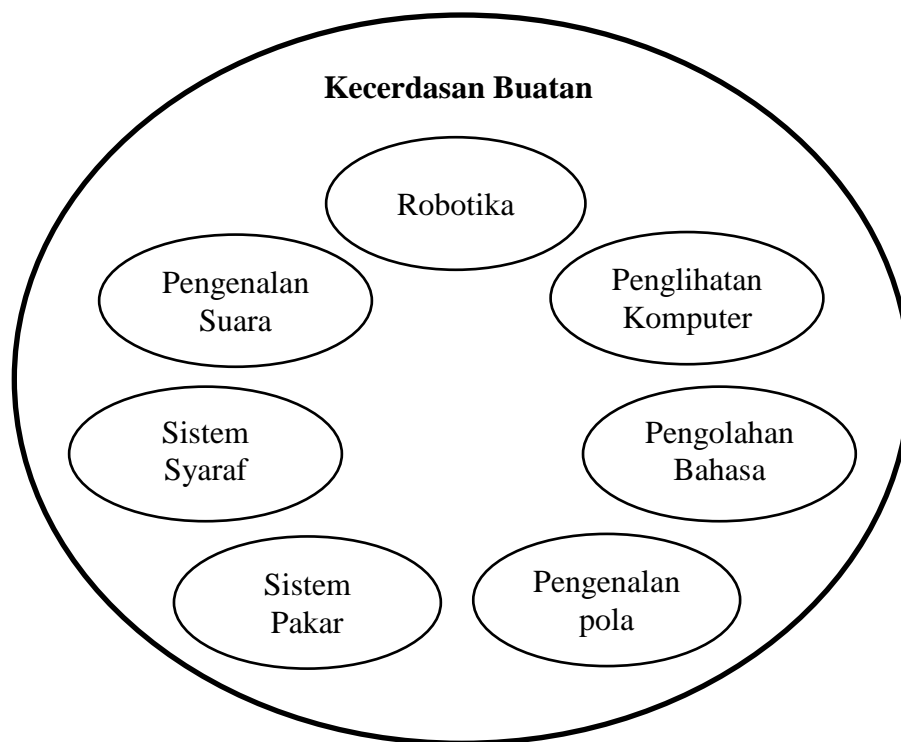 Kecerdasan Buatan
Robotika
Pengenalan
Suara
Penglihatan
Komputer
Sistem
Syaraf
Pengolahan
Bahasa
Sistem
Pakar
Pengenalan
pola